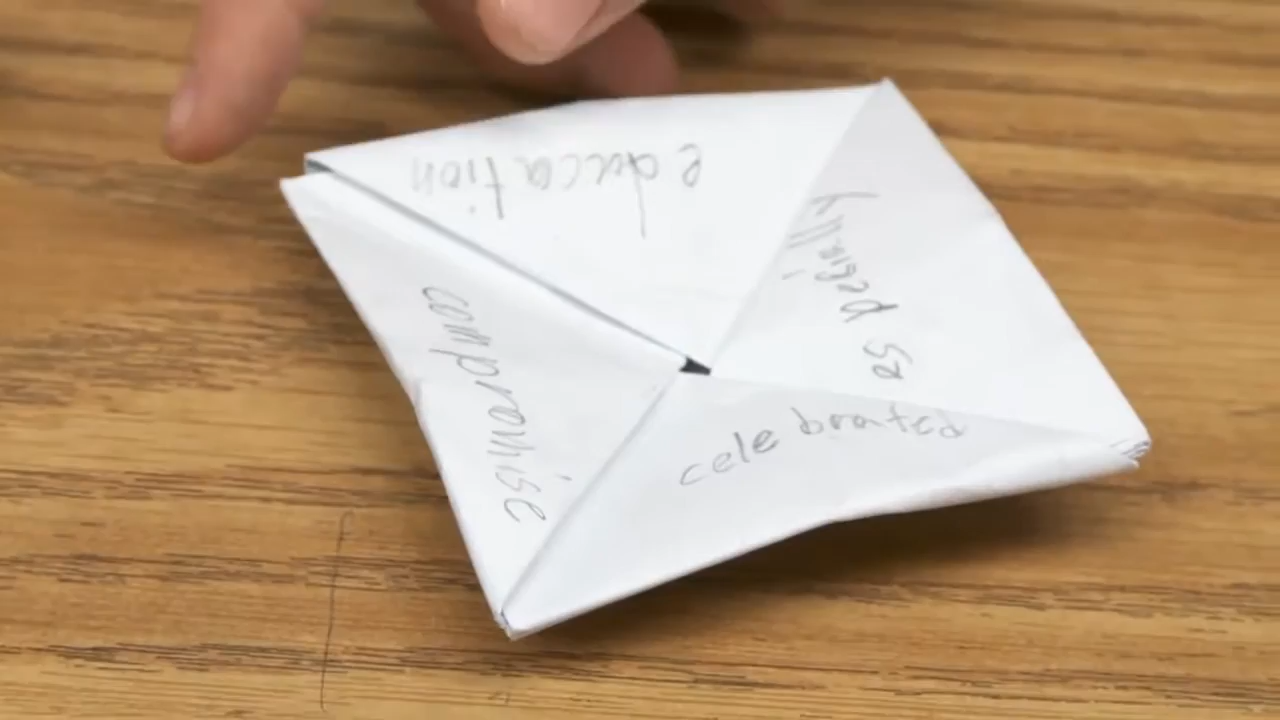 education
especially
celebrated
compromise